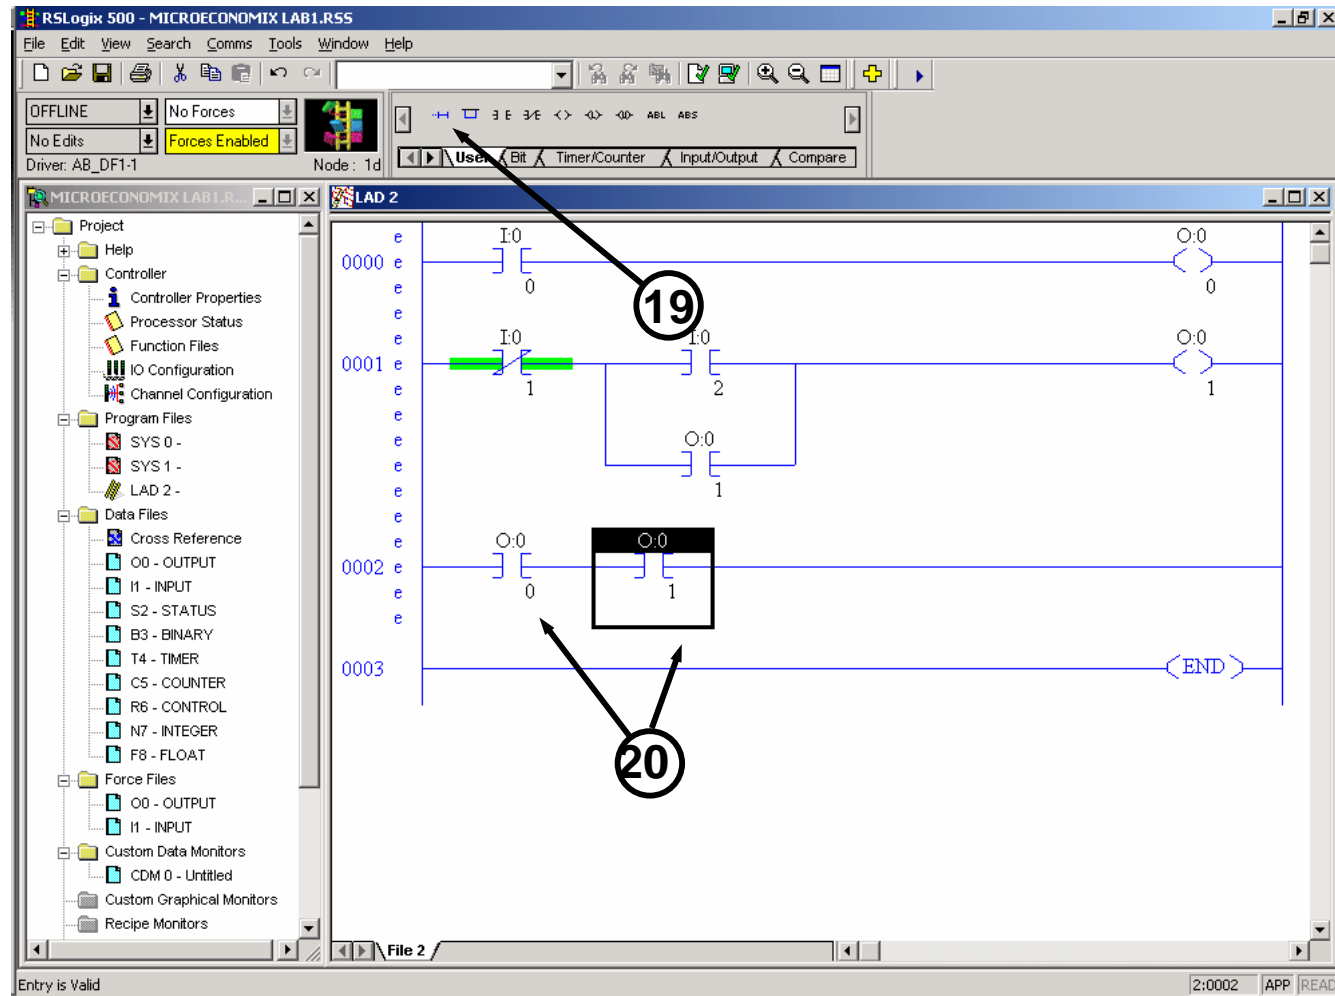 RSLogix 500 - MICROECONOMIX LAB1.RSS
File Edit View Search Comms Tools Window Help
OFFLINE No Forces
No Edits Forces Enabled
Driver: AB_DF1-1 Node : 1d
ABL ABS
User Bit Timer/Counter Input/Output Compare
MICROECONOMIX LAB1.R...
Project
Help
Controller
Controller Properties
Processor Status
Function Files
IO Configuration
Channel Configuration
Program Files
SYS 0 -
SYS 1 -
LAD 2 -
Data Files
Cross Reference
O0 - OUTPUT
I1 - INPUT
S2 - STATUS
B3 - BINARY
T4 - TIMER
C5 - COUNTER
R6 - CONTROL
N7 - INTEGER
F8 - FLOAT
Force Files
O0 - OUTPUT
I1 - INPUT
Custom Data Monitors
CDM 0 - Untitled
Custom Graphical Monitors
Recipe Monitors
LAD 2
e I:0 O:0
0000 e
e 0 0
e
19
e I:0 I:0 O:0
0001 e
e 1 2 1
e
e O:0
e
e 1
e
e O:0 O:0
0002 e
e 0 1
e
0003 END
20
File 2
Entry is Valid 2:0002 APP READ